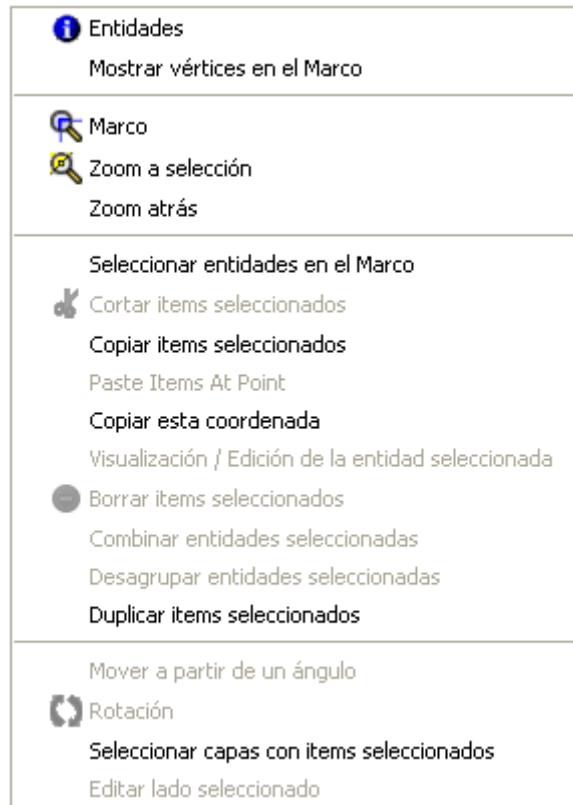 Entidades
Mostrar vértices en el Marco
Marco
Zoom a selección
Zoom atrás
Seleccionar entidades en el Marco
Cortar items seleccionados
Copiar items seleccionados
Paste Items At Point
Copiar esta coordenada
Visualización / Edición de la entidad seleccionada
Borrar items seleccionados
Combinar entidades seleccionadas
Desagrupar entidades seleccionadas
Duplicar items seleccionados
Mover a partir de un ángulo
Rotación
Seleccionar capas con items seleccionados
Editar lado seleccionado